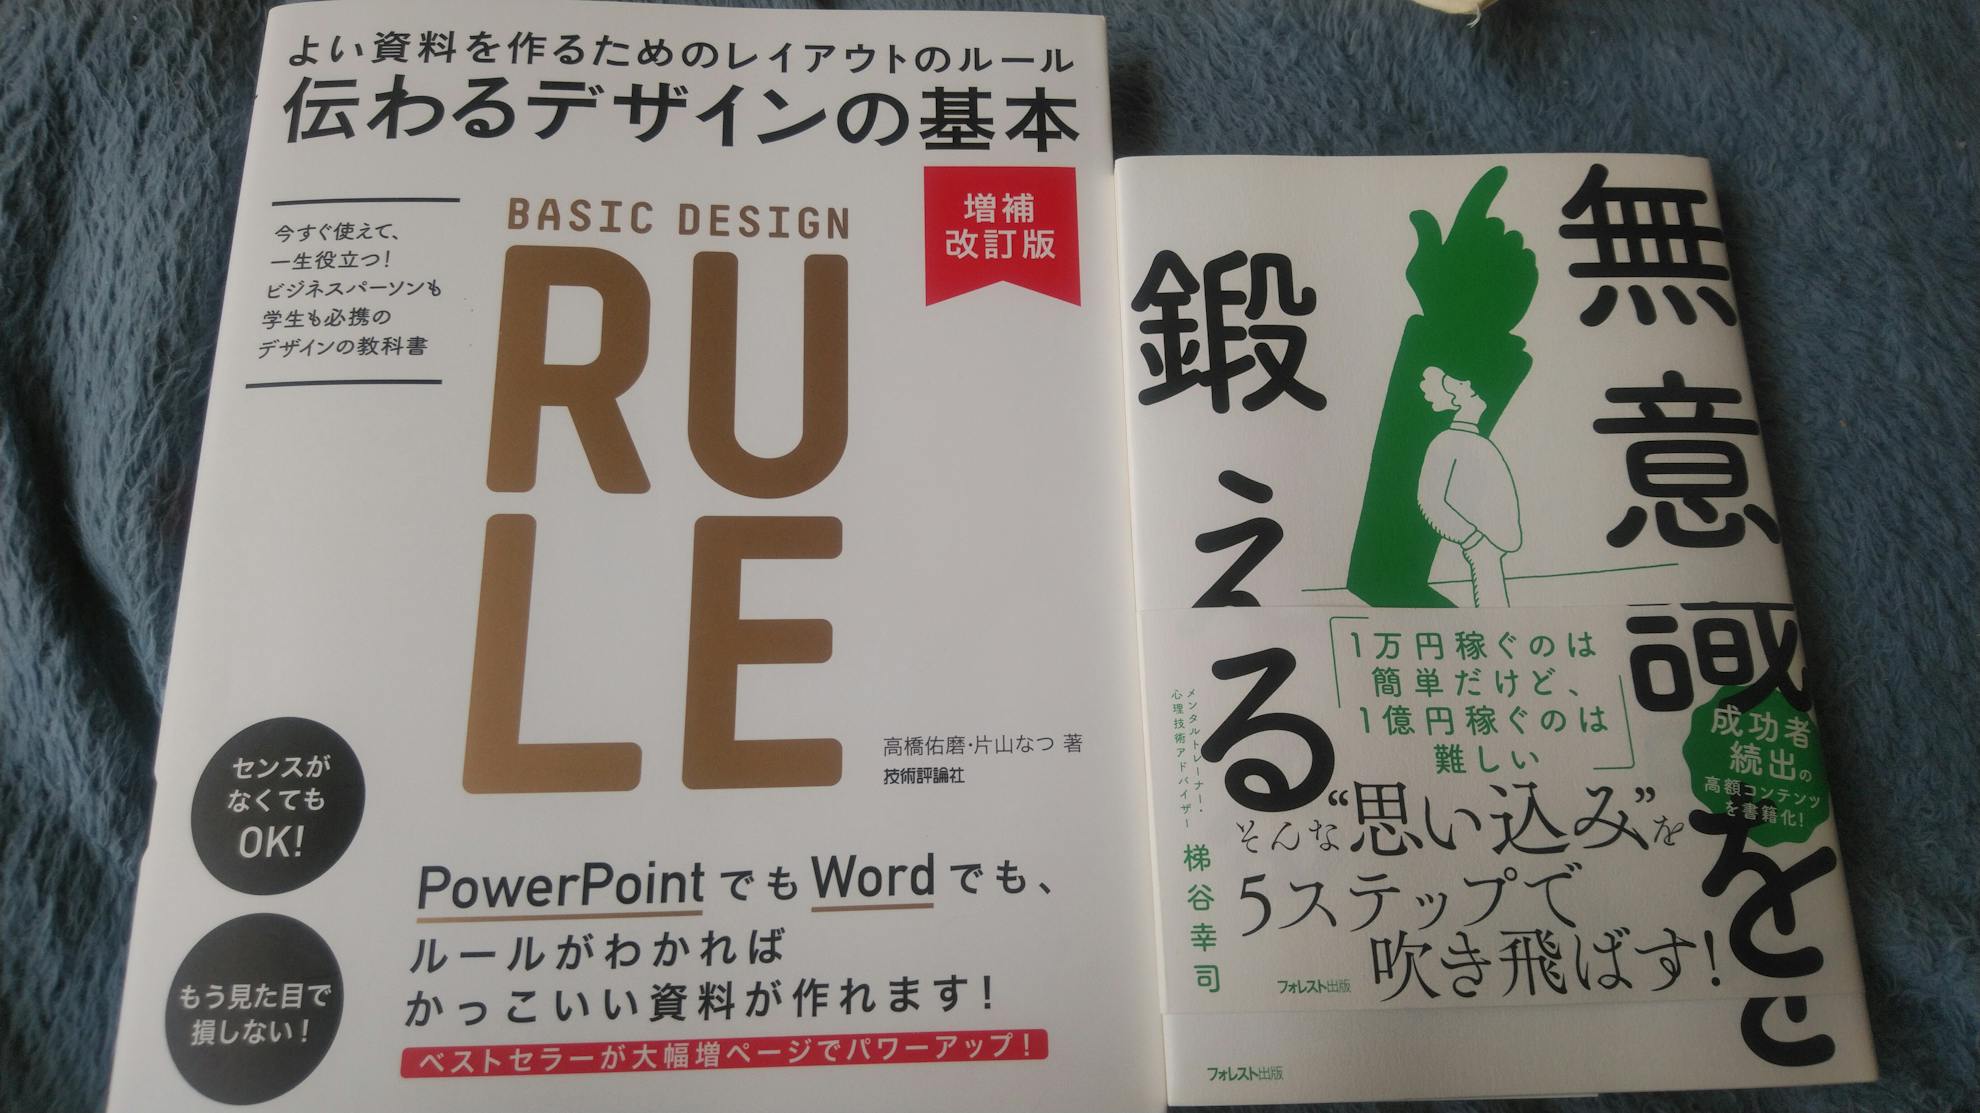 よい資料を作るためのレイアウトのルール
伝わるデザインの基本
増補
改訂版
今すぐ使えて、
一生役立つ！
ビジネスパーソンも
学生も必携の
デザインの教科書
BASIC DESIGN
RU
LE
高橋佑磨・片山なつ 著
技術評論社
センスが
なくても
OK!
もう見た目で
損しない！
PowerPointでもWordでも、
ルールがわかれば
かっこいい資料が作れます！
ベストセラーが大幅増ページでパワーアップ！
無意識をとこ
鍛える
「1万円稼ぐのは
簡単だけど、
1億円稼ぐのは
難しい」
そんな“思い込み”を
5ステップで
吹き飛ばす！
成功者
続出の
高額コンテンツ
を書籍化！
メンタルトレーナー・
心理技術アドバイザー
梯谷幸司
フォレスト出版
フォレスト出版